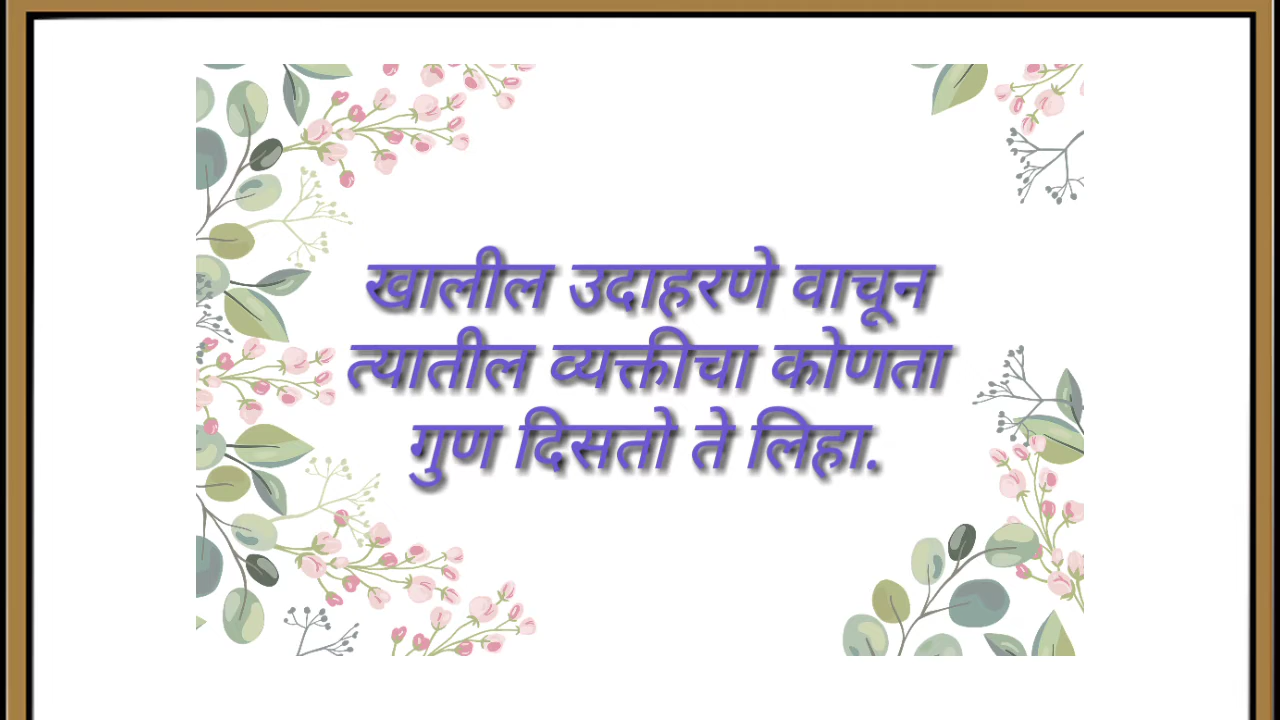 खालील उदाहरणे वाचून
त्यातील व्यक्तीचा कोणता
गुण दिसतो ते लिहा.